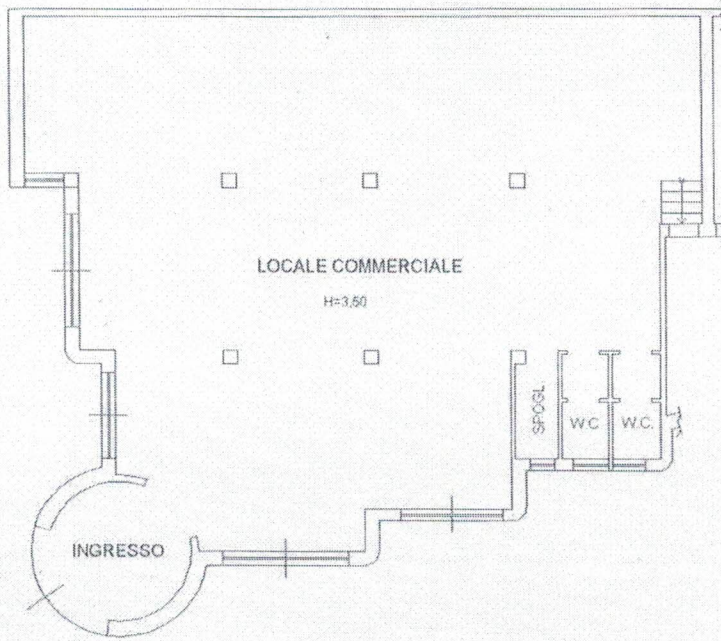 LOCALE COMMERCIALE
H=3,50
SPOGL
W.C
W.C.
INGRESSO